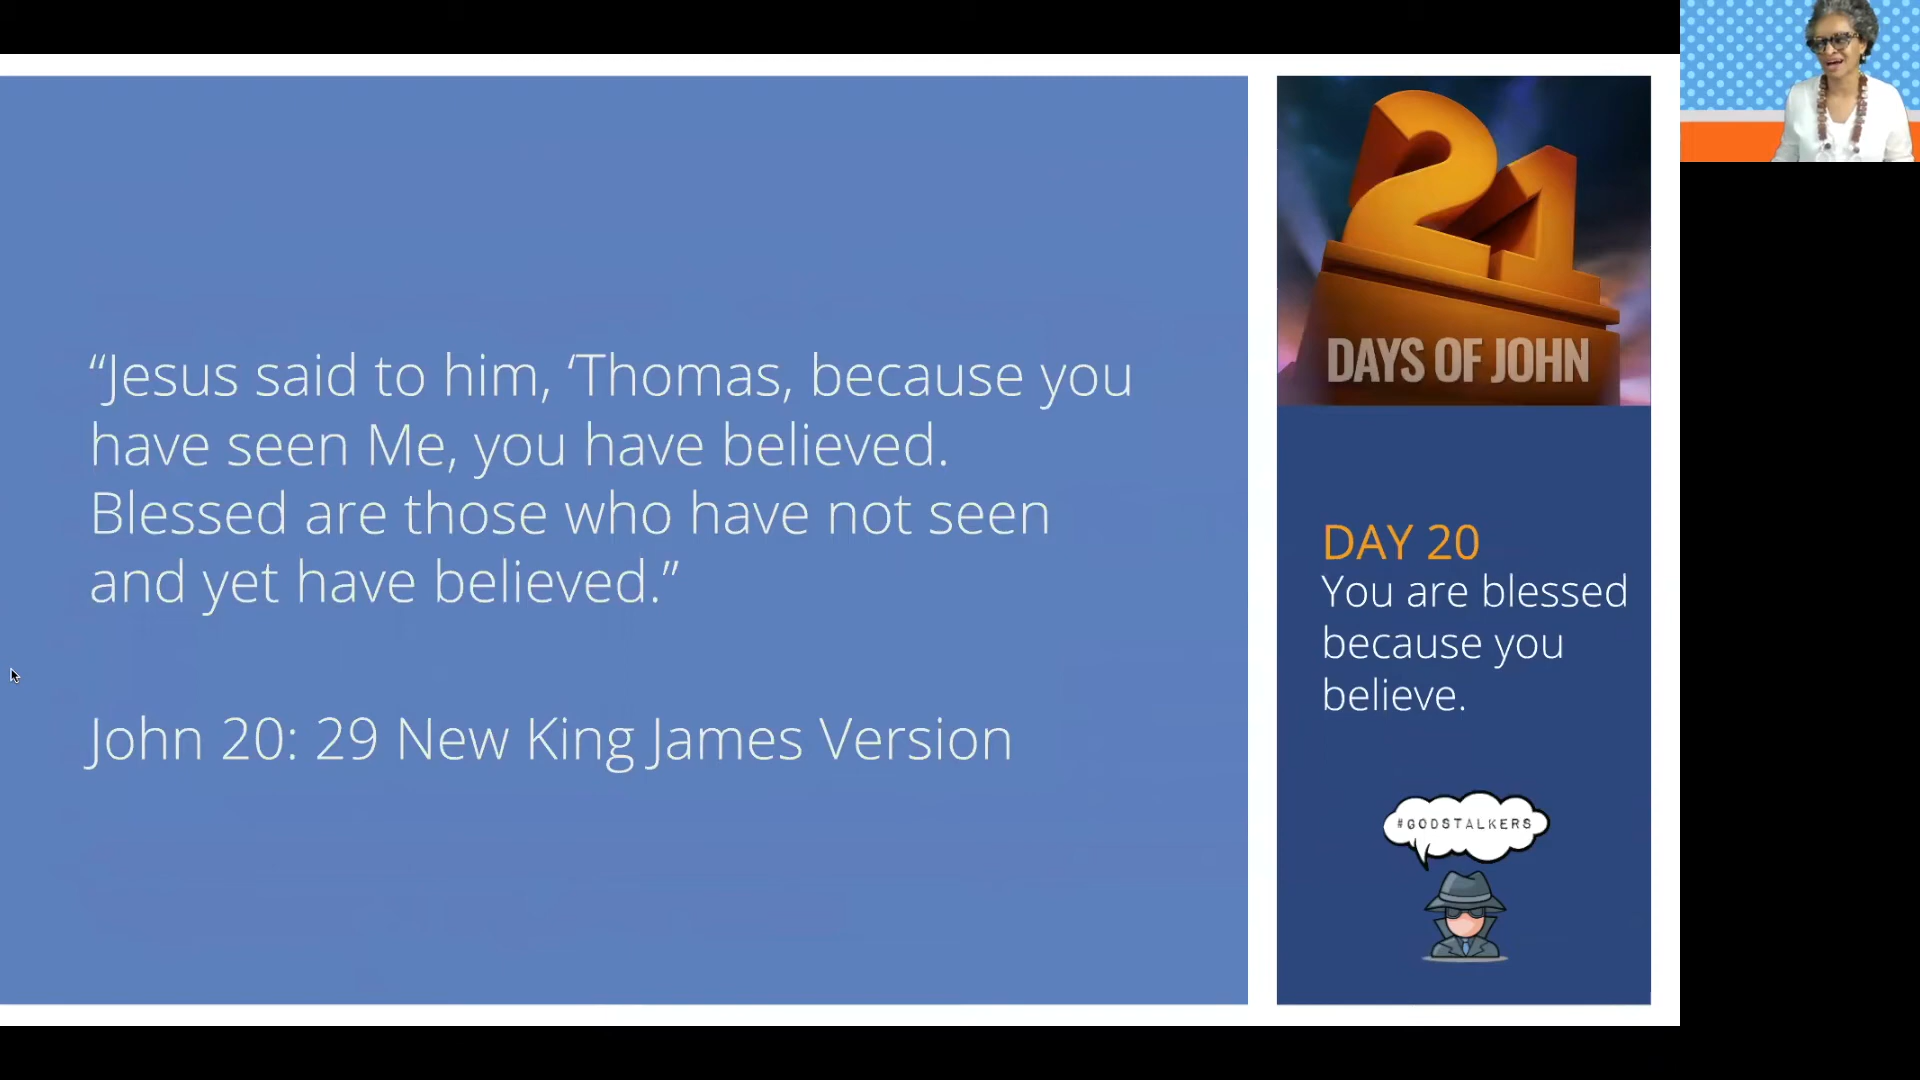 “Jesus said to him, ‘Thomas, because you
have seen Me, you have believed.
Blessed are those who have not seen
and yet have believed.”
John 20: 29 New King James Version
21
DAYS OF JOHN
DAY 20
You are blessed
because you
believe.
#GODSTALKERS